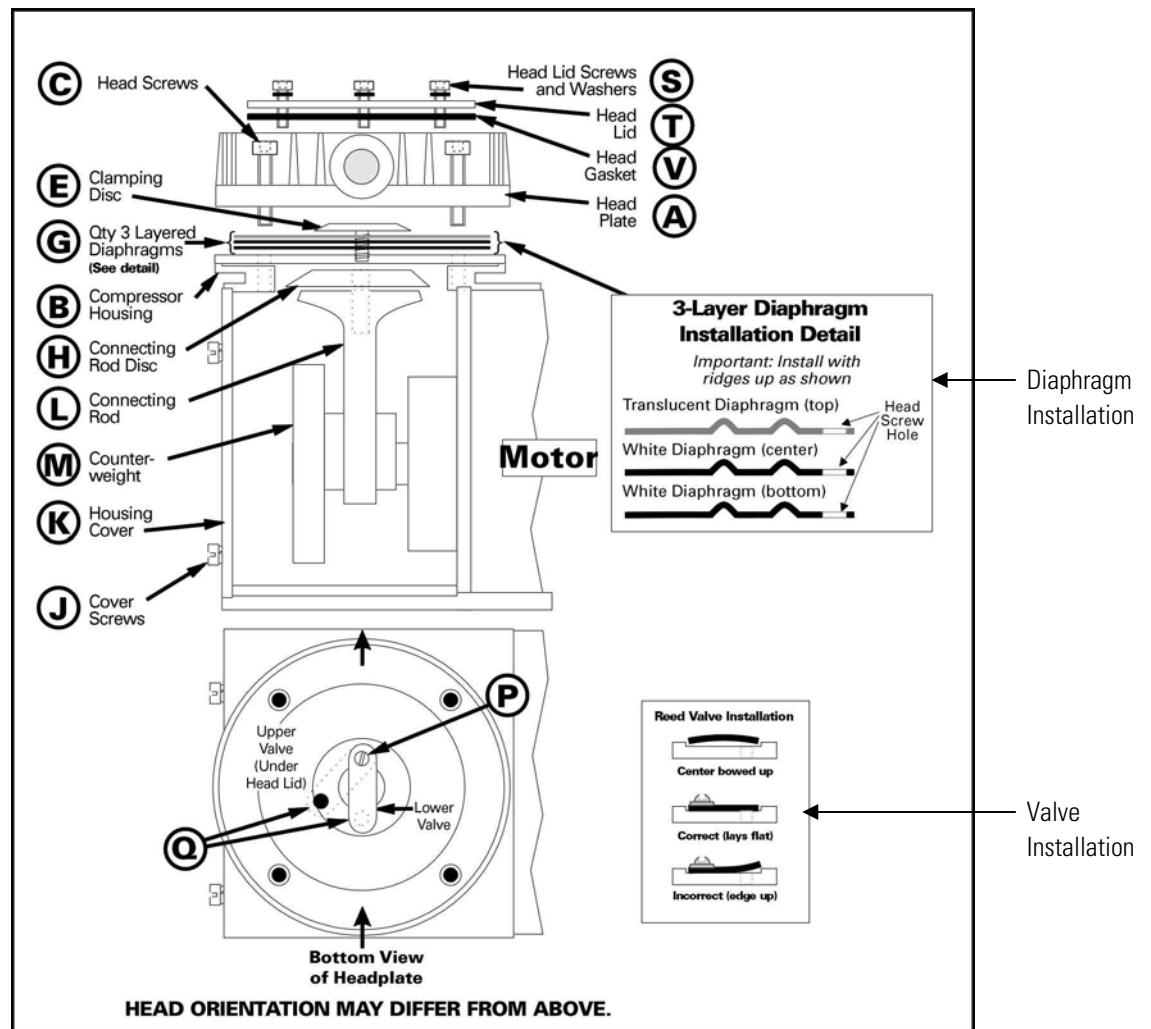 C Head Screws
Head Lid Screws
and Washers S
Head
Lid T
Head
Gasket V
Head
Plate A
E Clamping
Disc
G Qty 3 Layered
Diaphragms
(See detail)
B Compressor
Housing
H Connecting
Rod Disc
L Connecting
Rod
M Counter-
weight
K Housing
Cover
J Cover
Screws
Motor
3-Layer Diaphragm
Installation Detail
Important: Install with
ridges up as shown
Translucent Diaphragm (top)
Head
Screw
Hole
White Diaphragm (center)
White Diaphragm (bottom)
Diaphragm
Installation
P
Upper
Valve
(Under
Head Lid)
Lower
Valve
Q
Bottom View
of Headplate
Reed Valve Installation
Center bowed up
Correct (lays flat)
Incorrect (edge up)
Valve
Installation
HEAD ORIENTATION MAY DIFFER FROM ABOVE.